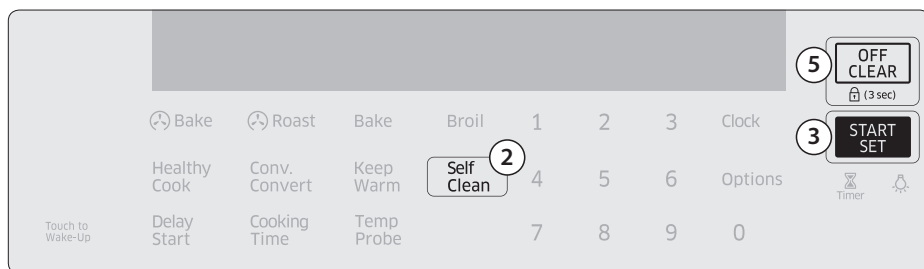 5
OFF
CLEAR
(3 sec)
Bake
Roast
Bake
Broil
1
2
3
Clock
3
START
SET
Healthy
Cook
Conv.
Convert
Keep
Warm
Self
Clean
2
4
5
6
Options
Timer
Touch to
Wake-Up
Delay
Start
Cooking
Time
Temp
Probe
7
8
9
0